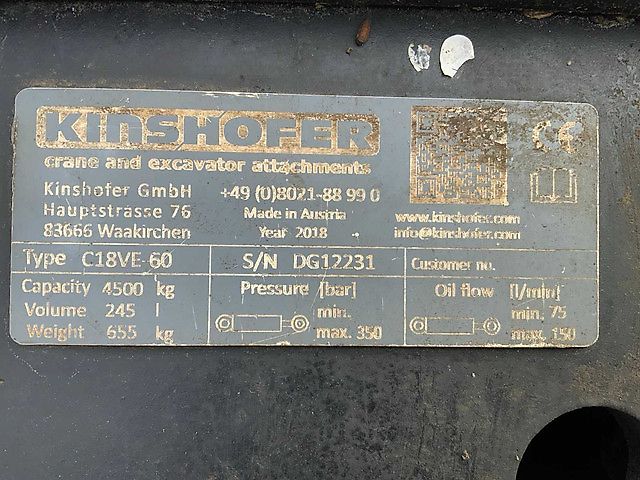 KINSHOFER
crane and excavator attachments
Kinshofer GmbH +49 (0)8021-88 99 0
Hauptstrasse 76 Made in Austria www.kinshofer.com
83666 Waakirchen Year 2018 info@kinshofer.com
CE
Type C18VE-60 S/N DG12231 Customer no.
Capacity 4500 kg Pressure [bar] Oil flow [l/min]
Volume 245 l min. min. 75
Weight 655 kg max. 350 max. 150